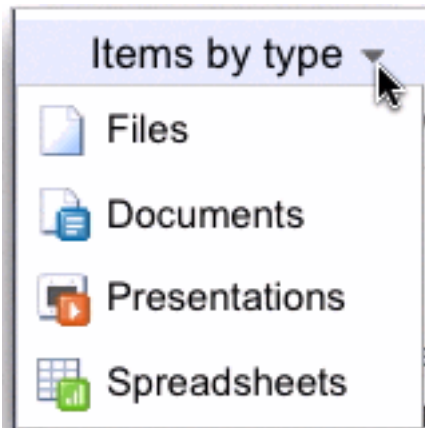 Items by type
Files
Documents
Presentations
Spreadsheets